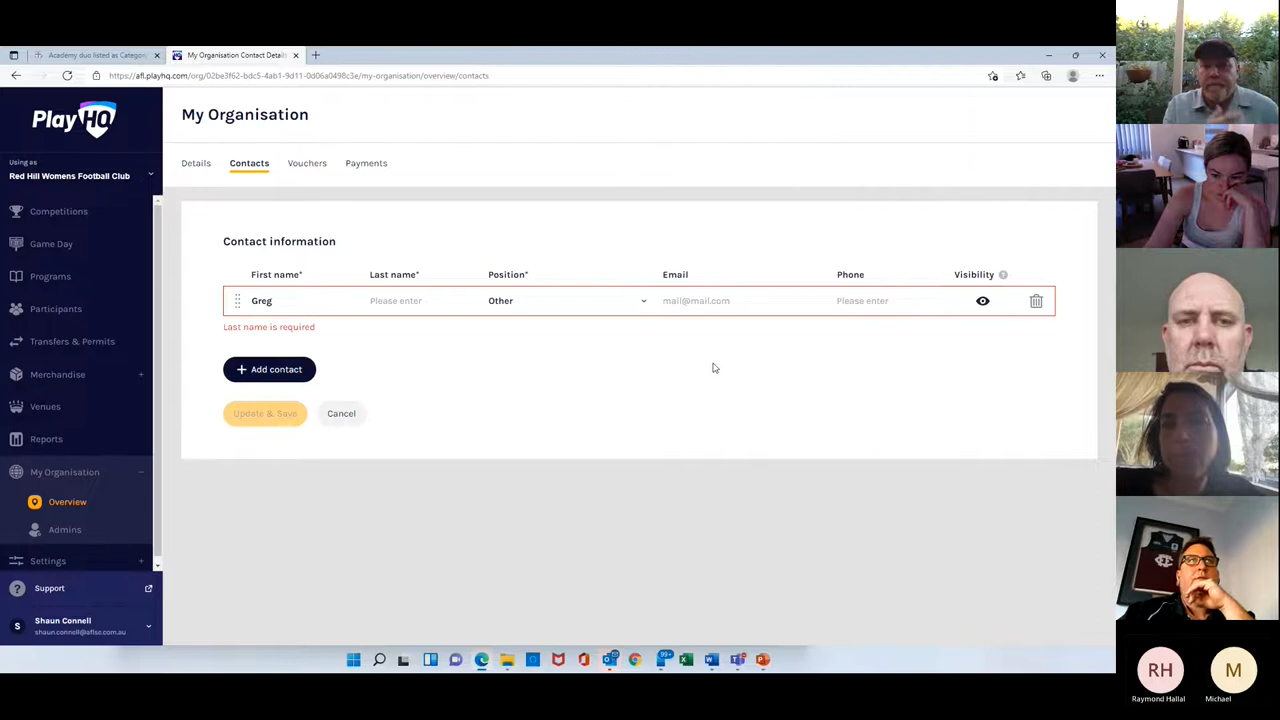 Academy duo listed as Category
My Organisation Contact Details
https://afl.playhq.com/org/02be3f62-bdc5-4ab1-9d11-0d06a0498c3e/my-organisation/overview/contacts
PlayHQ
My Organisation
Using as
Red Hill Womens Football Club
Details Contacts Vouchers Payments
Competitions
Game Day
Programs
Participants
Transfers & Permits
Merchandise +
Venues
Reports
My Organisation −
Overview
Admins
Settings +
? Support
S Shaun Connell
shaun.connell@aflsc.com.au
Contact information
First name* Last name* Position* Email Phone Visibility ?
Greg Please enter Other mail@mail.com Please enter
Last name is required
+ Add contact
Update & Save Cancel
99+
RH M
Raymond Hallal Michael